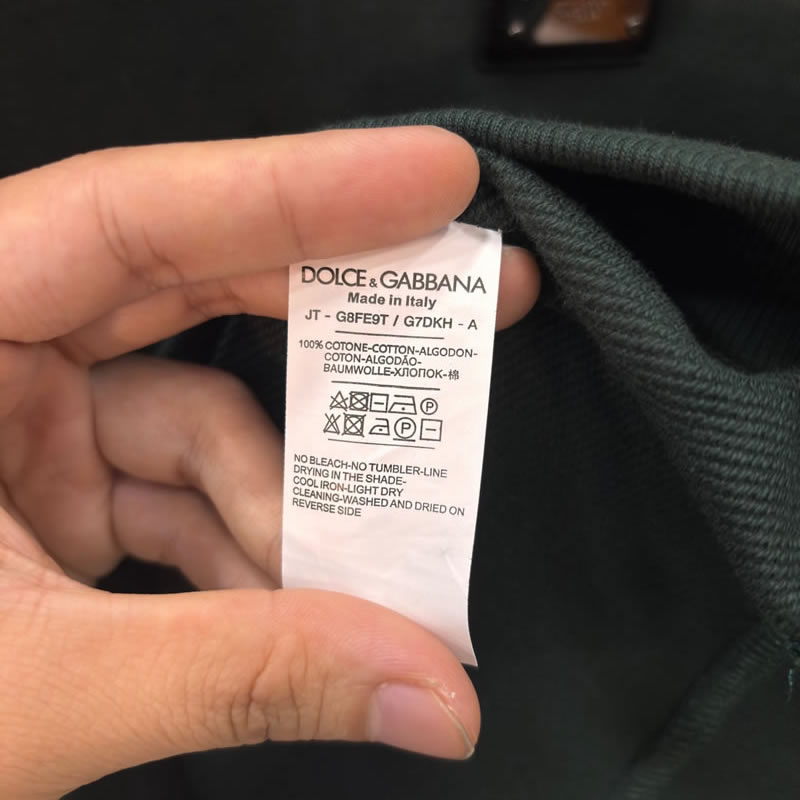 DOLCE & GABBANA
Made in Italy
JT - G8FE9T / G7DKH - A
100% COTONE-COTTON-ALGODON-
COTON-ALGODÃO-
BAUMWOLLE-ХЛОПОК-棉
P
P
NO BLEACH-NO TUMBLER-LINE
DRYING IN THE SHADE-
COOL IRON-LIGHT DRY
CLEANING-WASHED AND DRIED ON
REVERSE SIDE